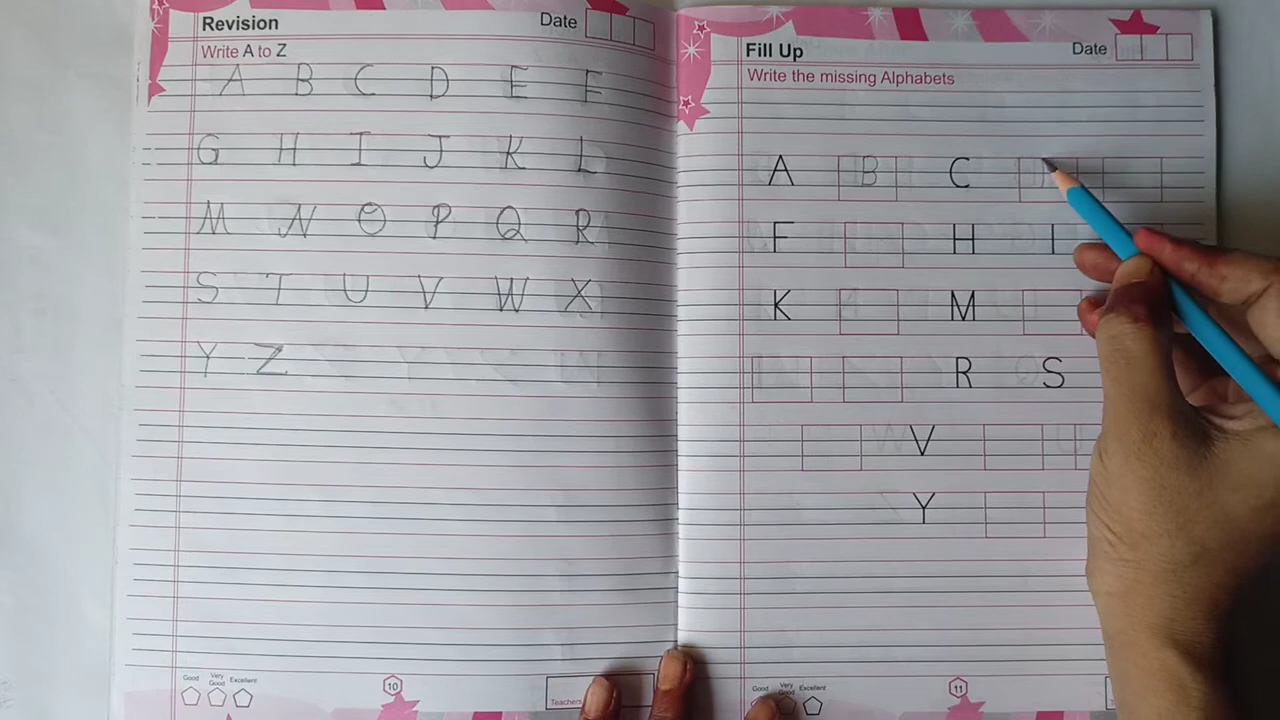 Revision Date
Write A to Z
A B C D E F
G H I J K L
M N O P Q R
S T U V W X
Y Z
Good Very Good Excellent
10
Teachers
Fill Up Date
Write the missing Alphabets
A B C
F H I
K M
R S
V
Y
Good Very Good Excellent
11